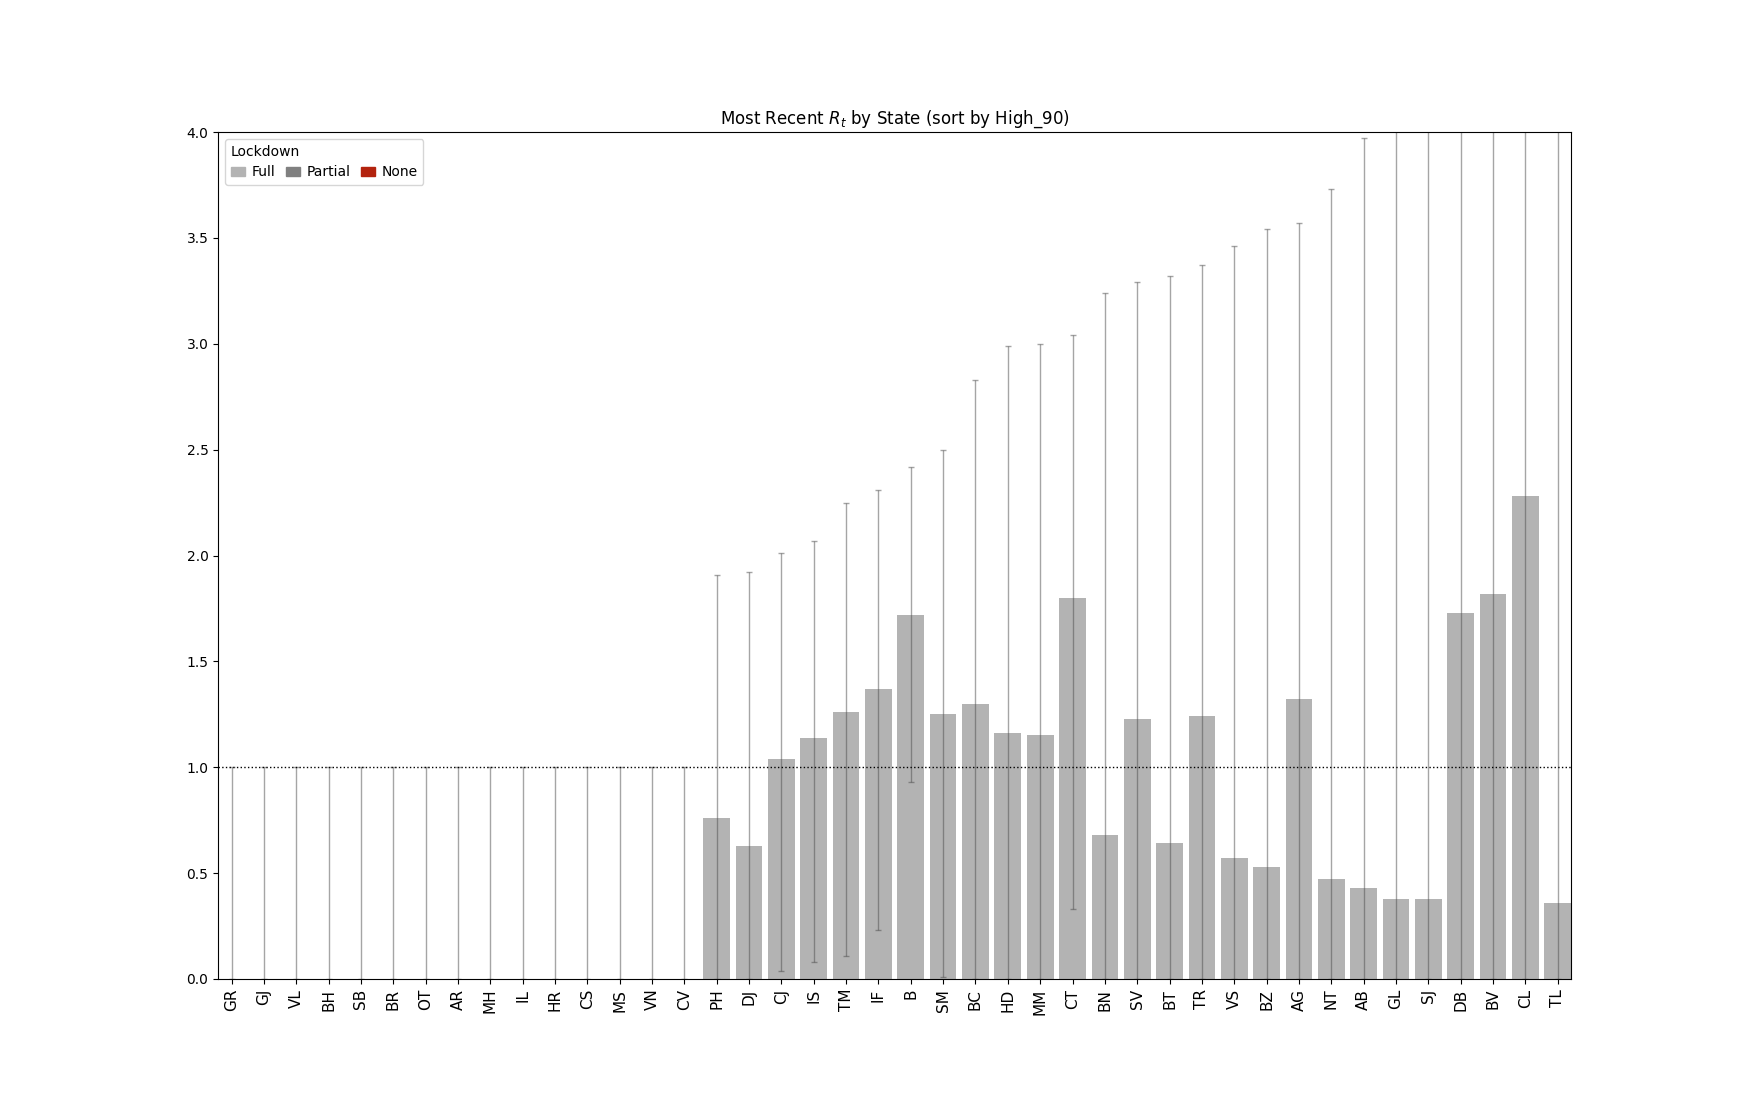 Most Recent R_t by State (sort by High_90)
Lockdown
Full Partial None
4.0
3.5
3.0
2.5
2.0
1.5
1.0
0.5
0.0
GR GJ VL BH SB BR OT AR MH IL HR CS MS VN CV PH DJ CJ IS TM IF B SM BC HD MM CT BN SV BT TR VS BZ AG NT AB GL SJ DB BV CL TL